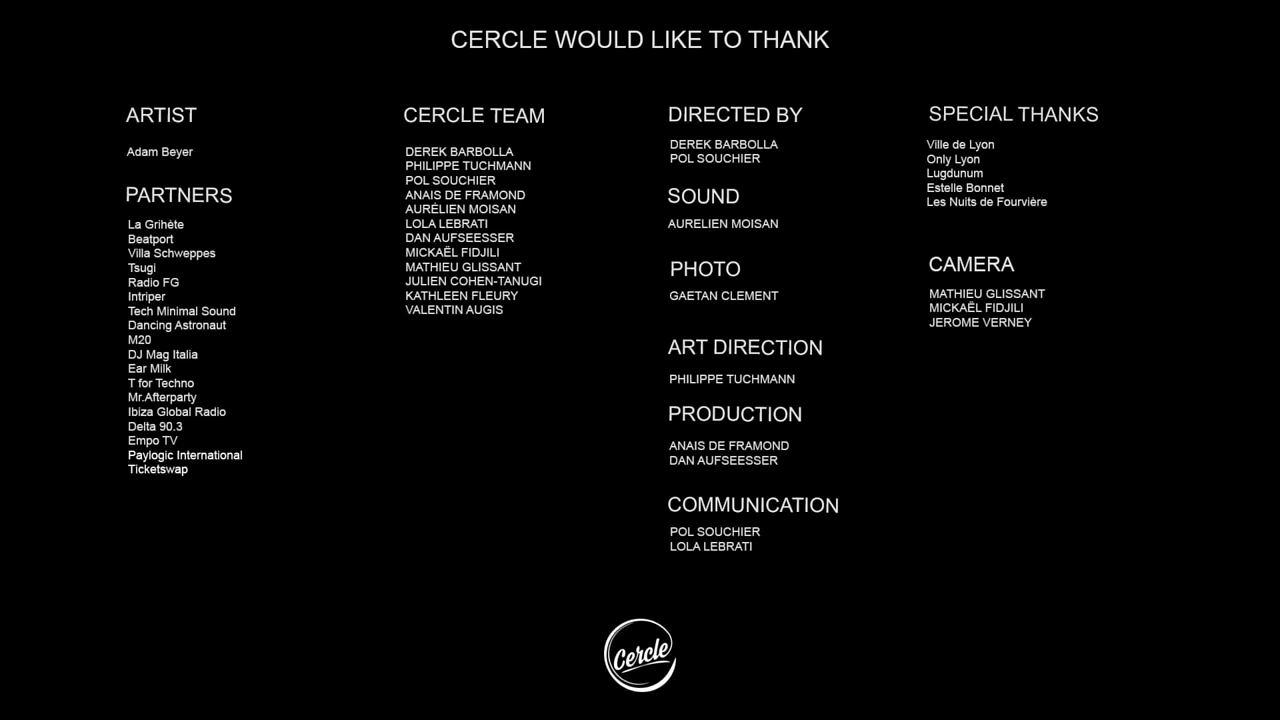 CERCLE WOULD LIKE TO THANK
ARTIST
Adam Beyer
PARTNERS
La Grihète
Beatport
Villa Schweppes
Tsugi
Radio FG
Intriper
Tech Minimal Sound
Dancing Astronaut
M20
DJ Mag Italia
Ear Milk
T for Techno
Mr.Afterparty
Ibiza Global Radio
Delta 90.3
Empo TV
Paylogic International
Ticketswap
CERCLE TEAM
DEREK BARBOLLA
PHILIPPE TUCHMANN
POL SOUCHIER
ANAIS DE FRAMOND
AURÉLIEN MOISAN
LOLA LEBRATI
DAN AUFSEESSER
MICKAËL FIDJILI
MATHIEU GLISSANT
JULIEN COHEN-TANUGI
KATHLEEN FLEURY
VALENTIN AUGIS
DIRECTED BY
DEREK BARBOLLA
POL SOUCHIER
SOUND
AURELIEN MOISAN
PHOTO
GAETAN CLEMENT
ART DIRECTION
PHILIPPE TUCHMANN
PRODUCTION
ANAIS DE FRAMOND
DAN AUFSEESSER
COMMUNICATION
POL SOUCHIER
LOLA LEBRATI
SPECIAL THANKS
Ville de Lyon
Only Lyon
Lugdunum
Estelle Bonnet
Les Nuits de Fourvière
CAMERA
MATHIEU GLISSANT
MICKAËL FIDJILI
JEROME VERNEY
Cercle